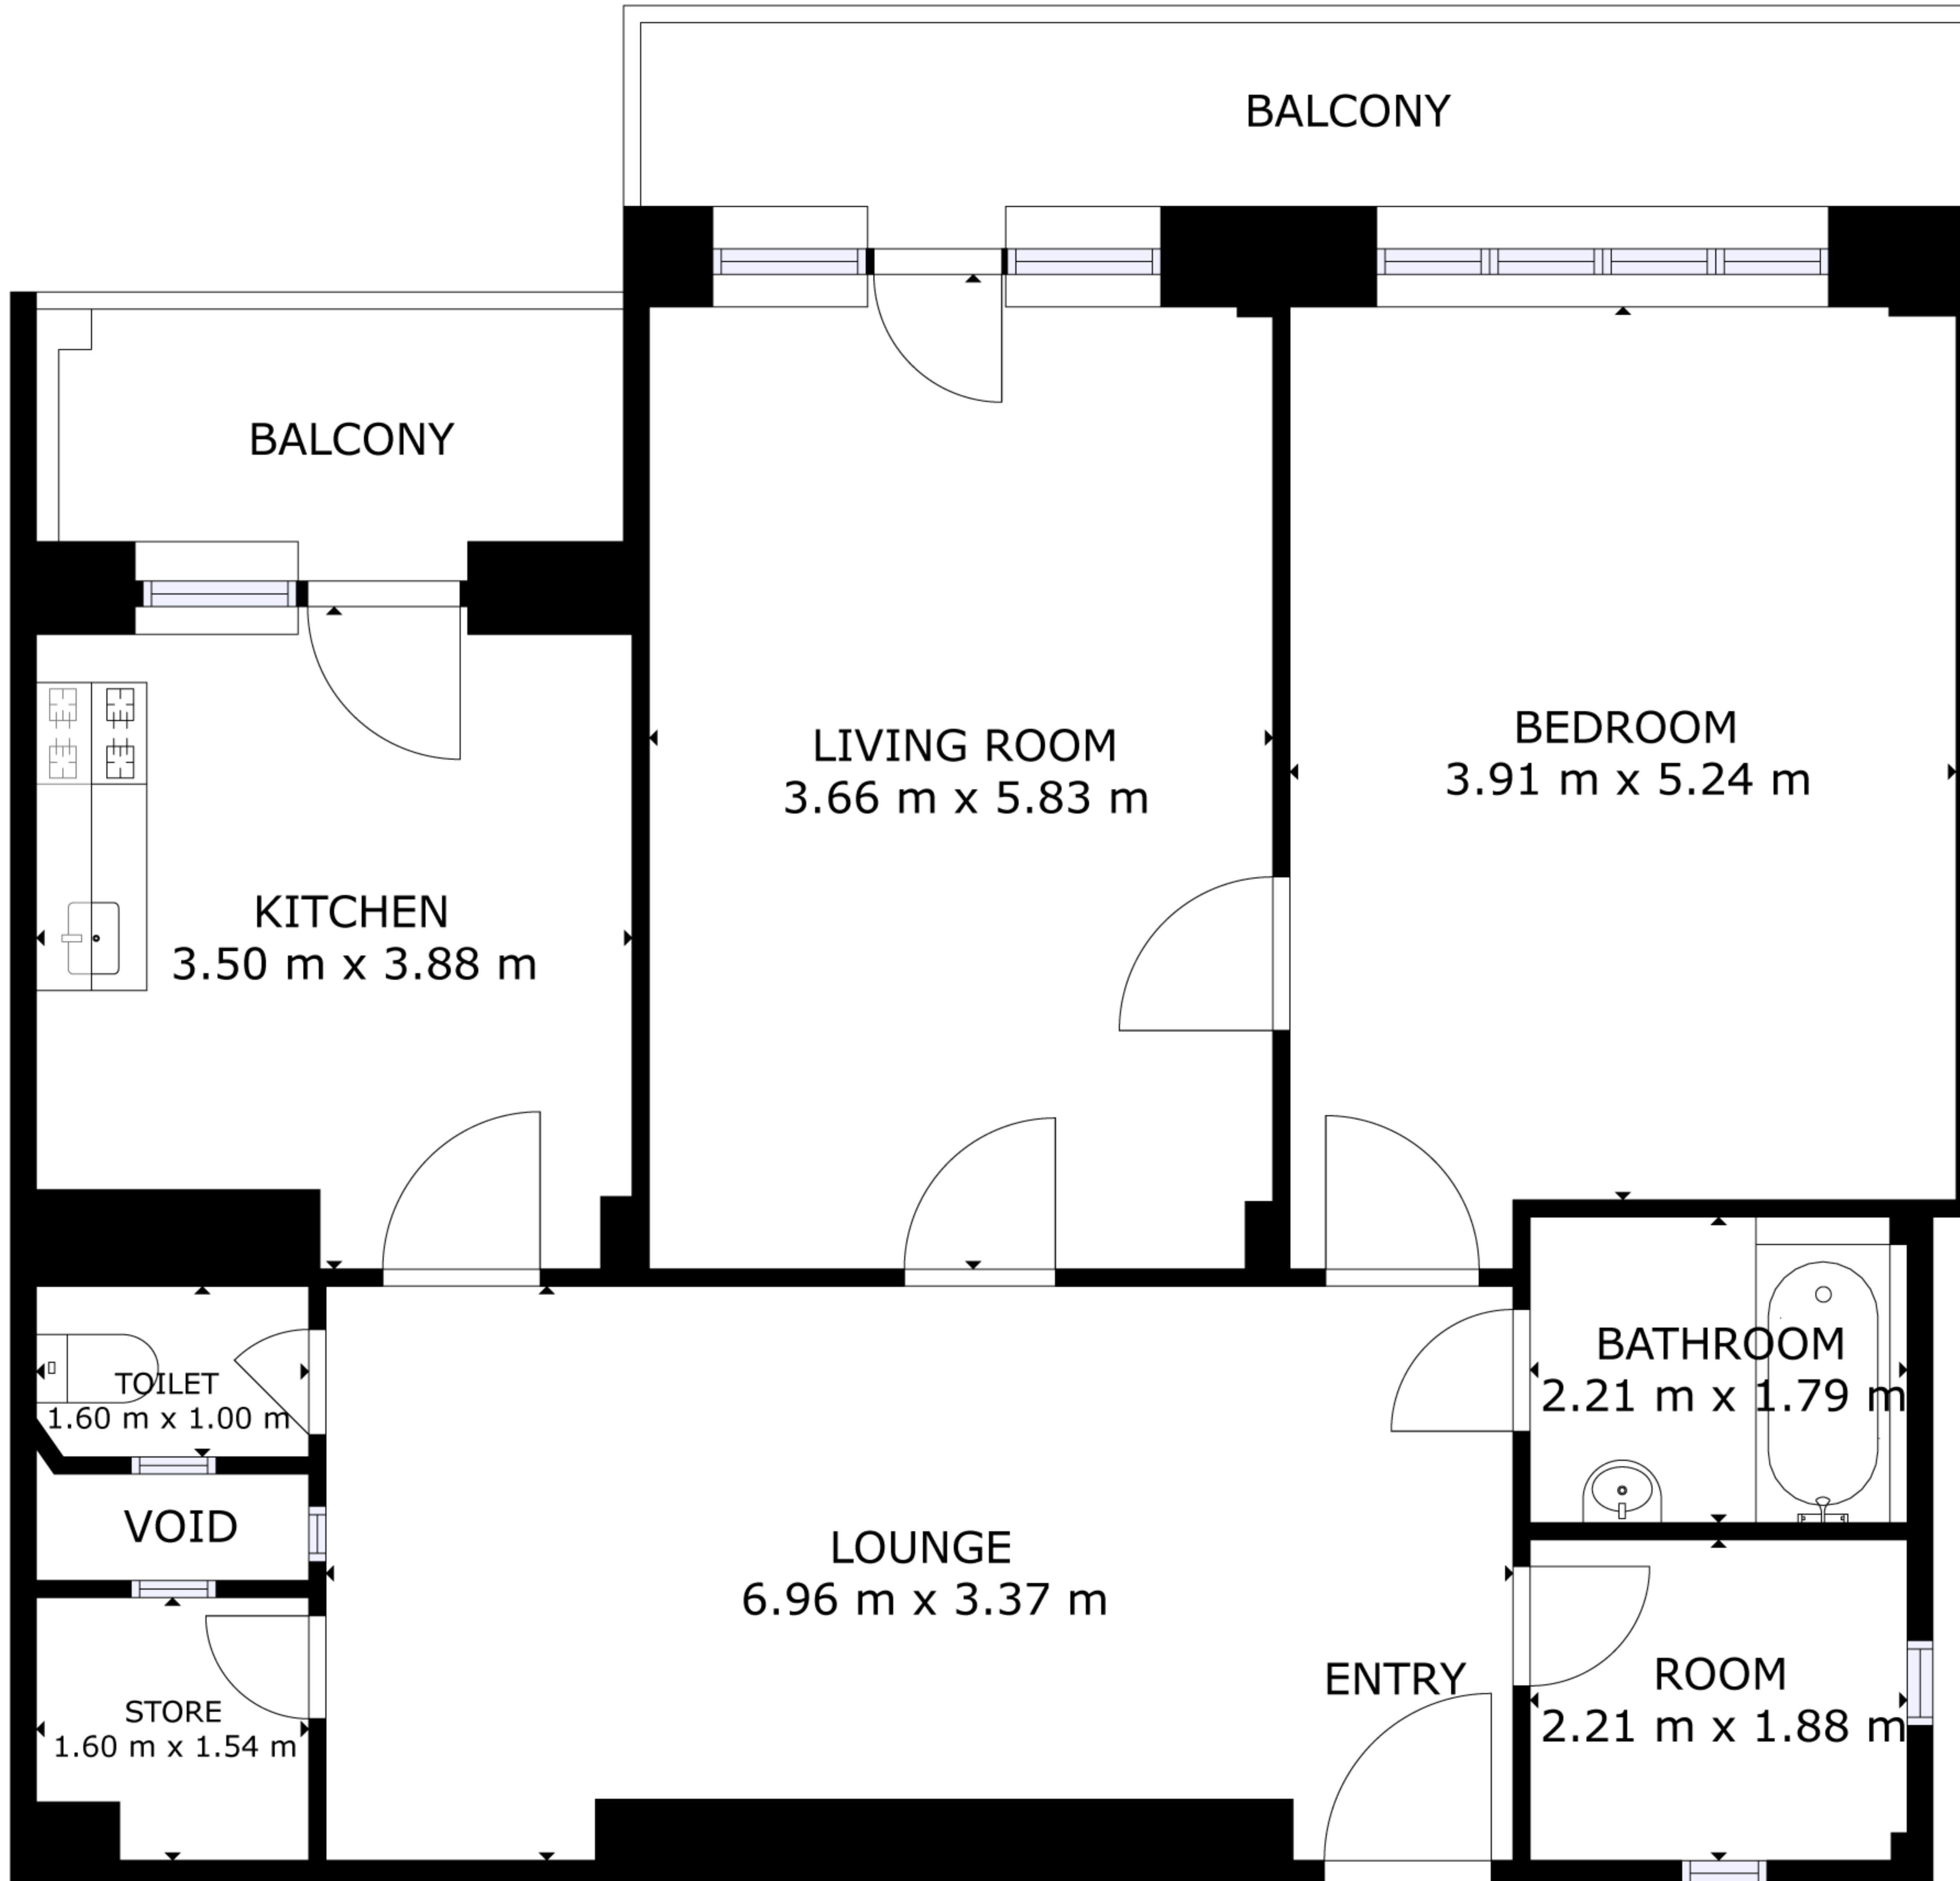 BALCONY
BALCONY
LIVING ROOM
3.66 m x 5.83 m
BEDROOM
3.91 m x 5.24 m
KITCHEN
3.50 m x 3.88 m
TOILET
1.60 m x 1.00 m
BATHROOM
2.21 m x 1.79 m
VOID
LOUNGE
6.96 m x 3.37 m
ENTRY
ROOM
2.21 m x 1.88 m
STORE
1.60 m x 1.54 m